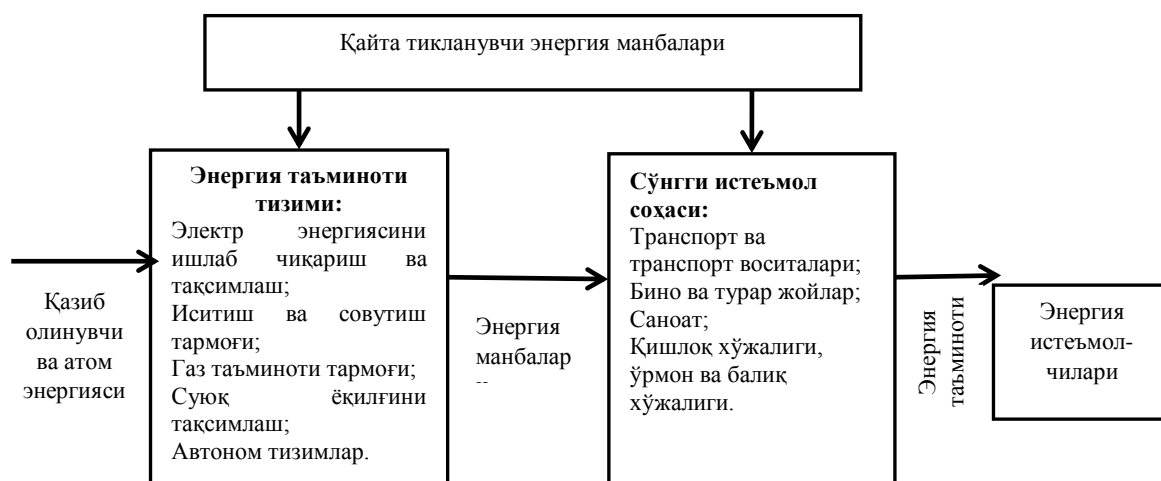 Қайта тикланувчи энергия манбалари
Энергия таъминоти
тизими:
Электр энергиясини
ишлаб чиқариш ва
тақсимлаш;
Иситиш ва совутиш
тармоғи;
Газ таъминоти тармоғи;
Суюқ ёқилғини
тақсимлаш;
Автоном тизимлар.
Сўнгги истеъмол
соҳаси:
Транспорт ва
транспорт воситалари;
Бино ва турар жойлар;
Саноат;
Қишлоқ хўжалиги,
ўрмон ва балиқ
хўжалиги.
Қазиб
олинувчи
ва атом
энергияси
Энергия
манбалар
Энергия
таъминоти
Энергия
истеъмол-
чилари